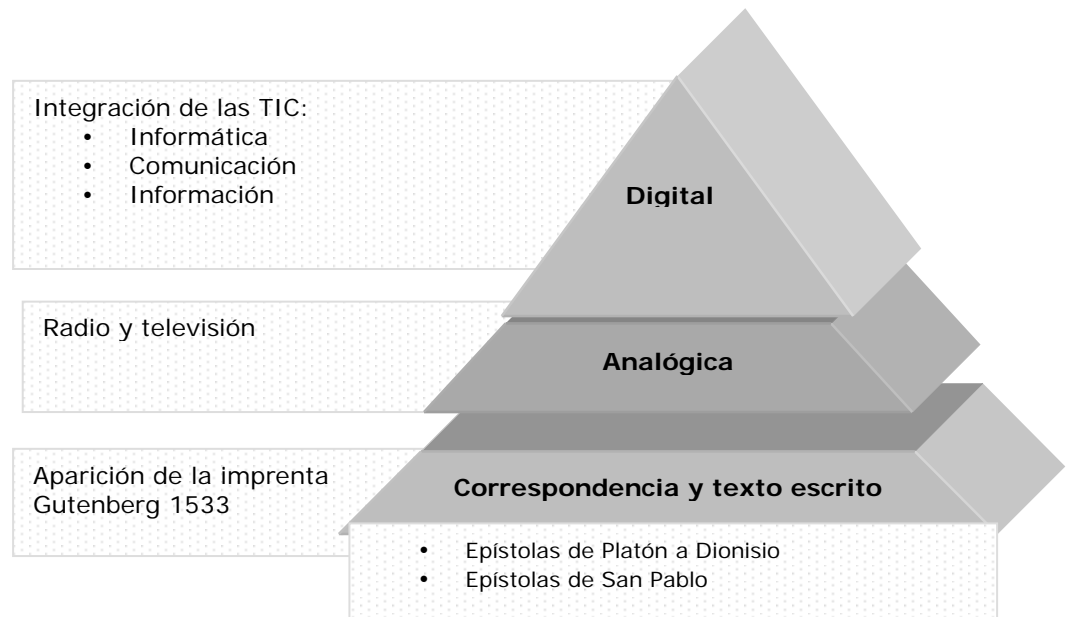 Integración de las TIC:
• Informática
• Comunicación
• Información
Digital
Radio y televisión
Analógica
Aparición de la imprenta
Gutenberg 1533
Correspondencia y texto escrito
• Epístolas de Platón a Dionisio
• Epístolas de San Pablo